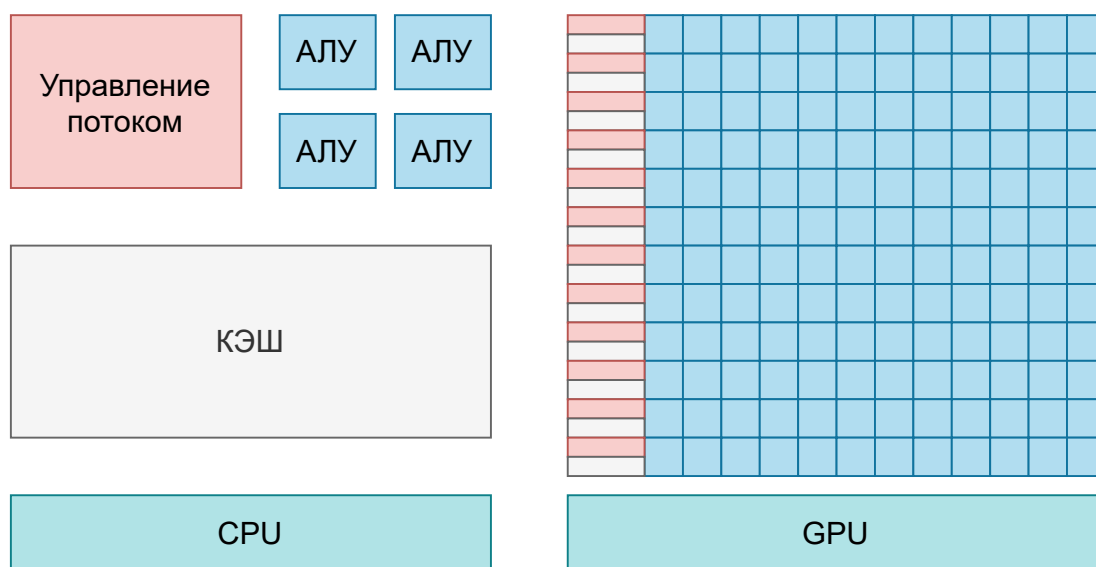 Управление
потоком
АЛУ
АЛУ
АЛУ
АЛУ
КЭШ
CPU
GPU